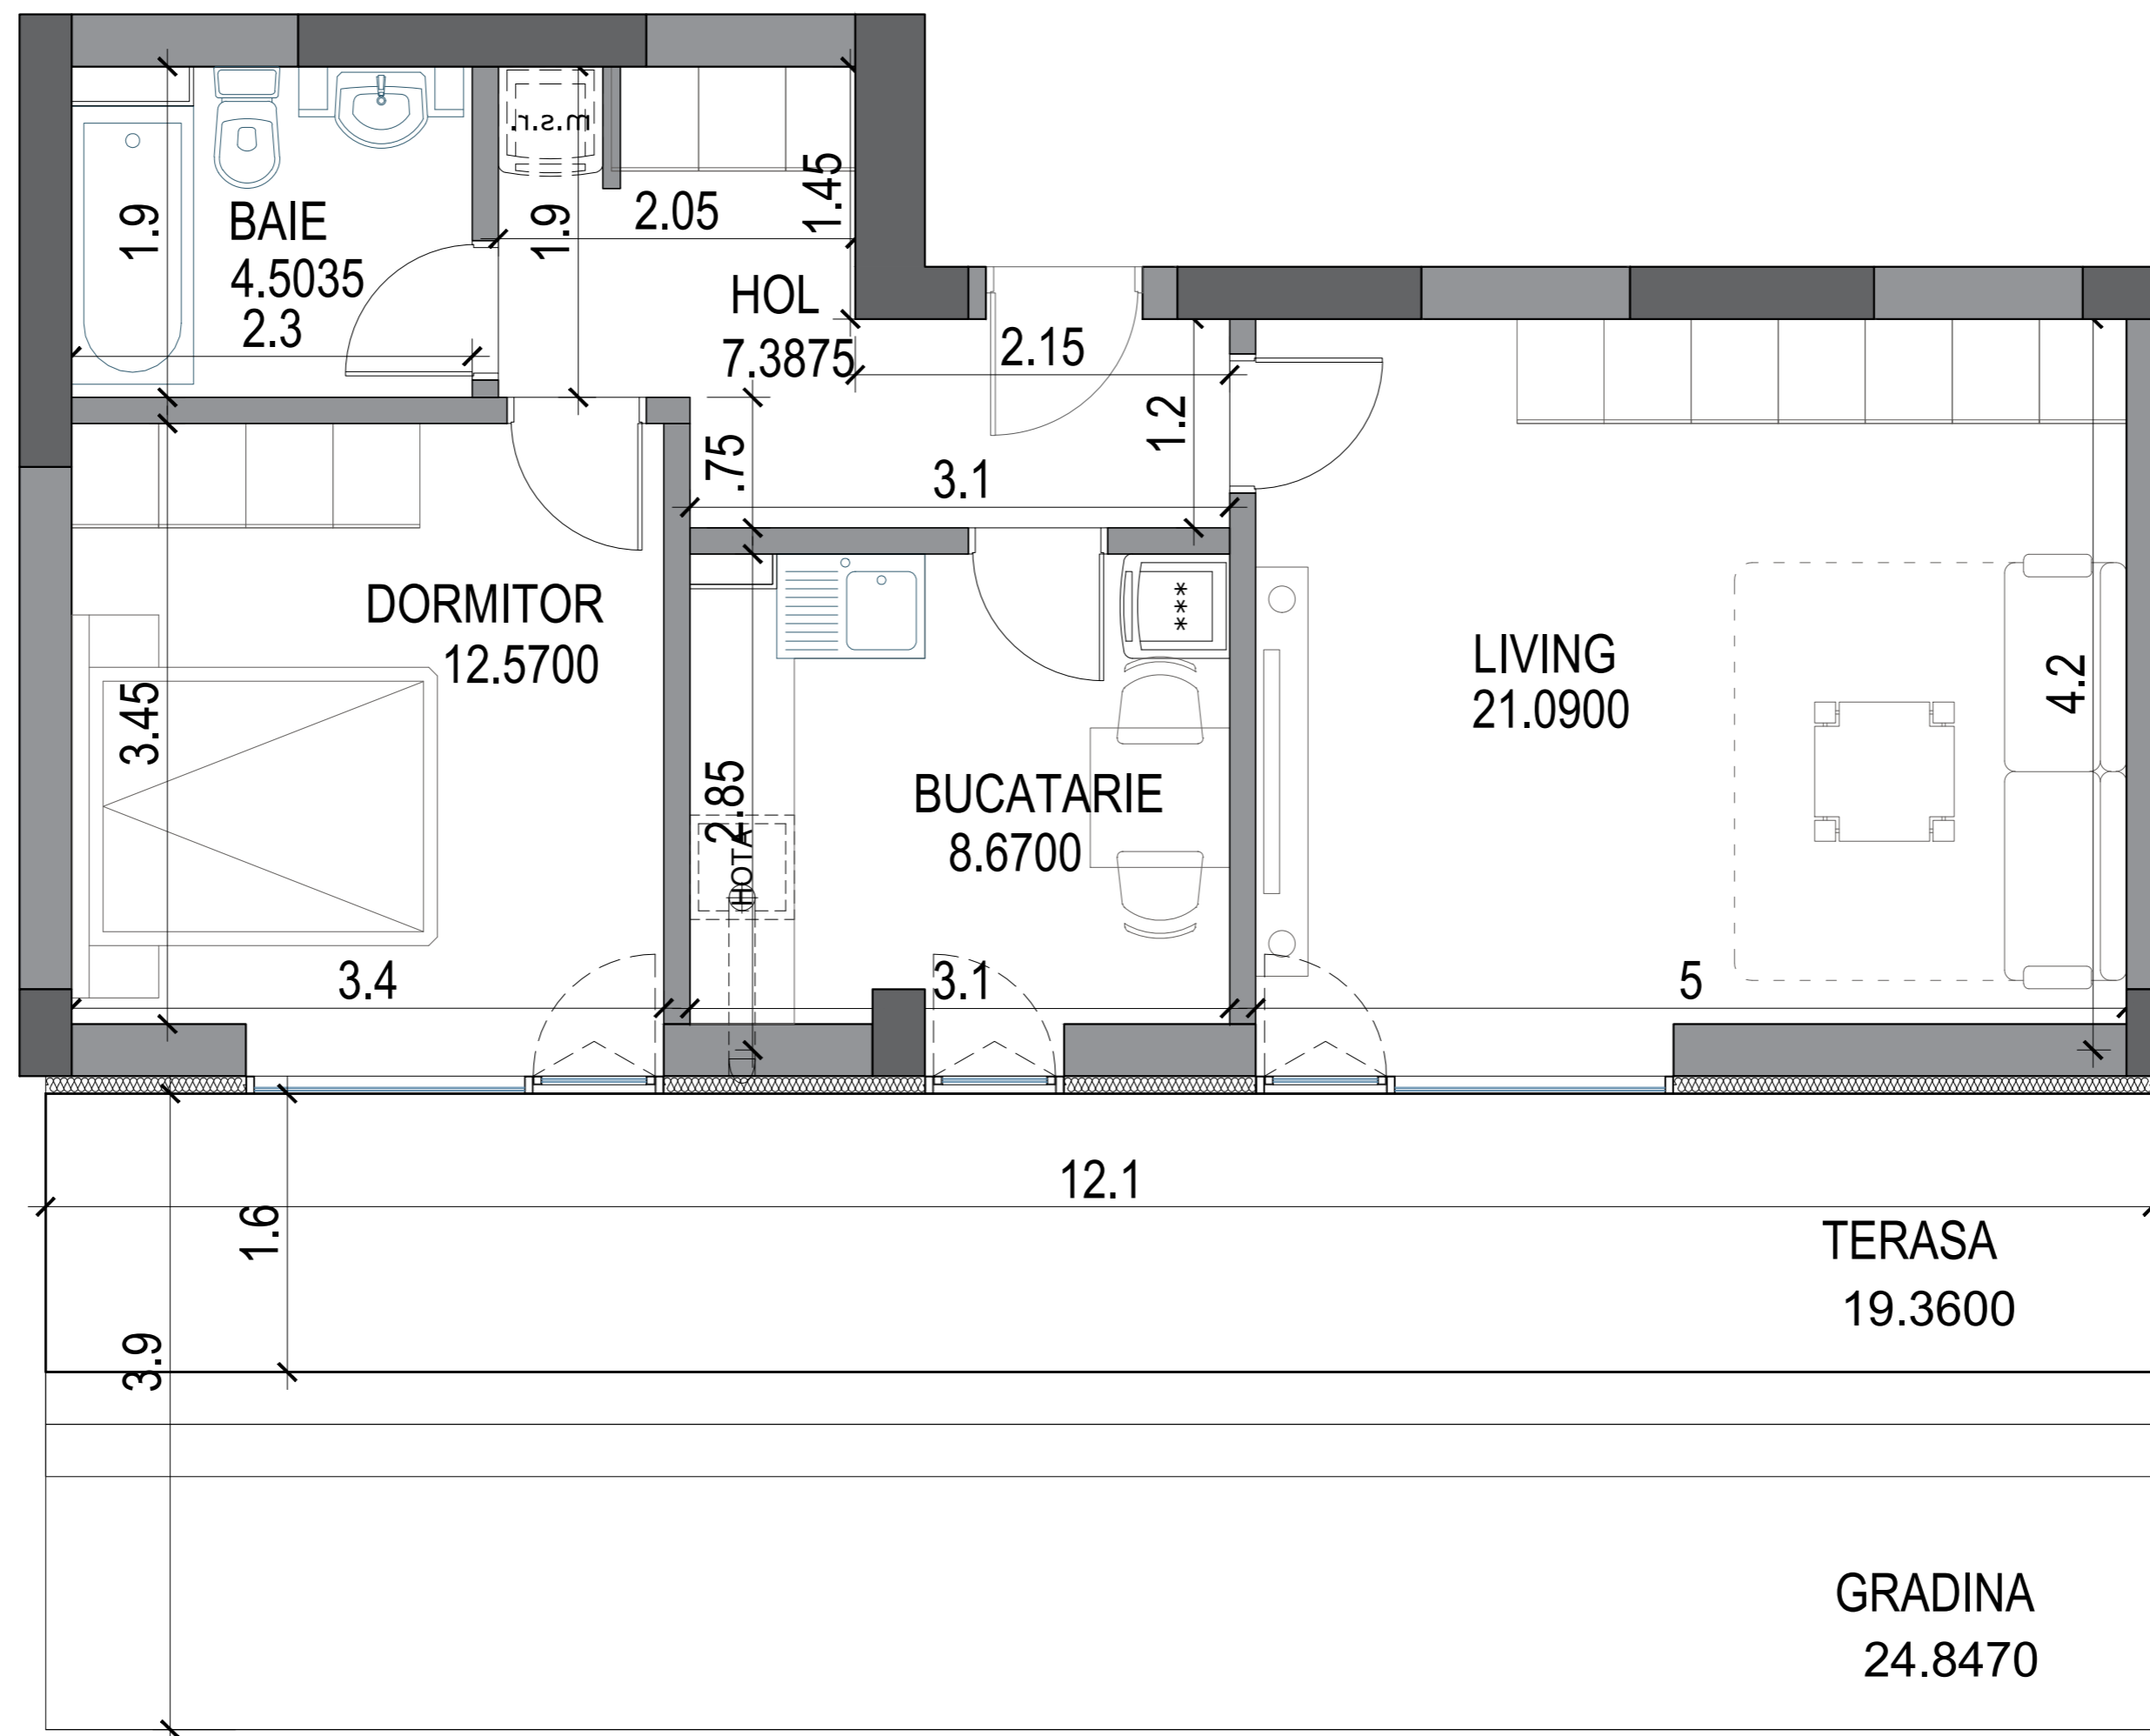 m.s.r.
1.9
BAIE
4.5035
2.3
1.9
2.05
1.45
HOL
7.3875
2.15
1.2
.75
3.1
DORMITOR
12.5700
3.45
3.4
***
2.85
HOTA
BUCATARIE
8.6700
3.1
LIVING
21.0900
4.2
5
12.1
1.6
TERASA
19.3600
3.9
GRADINA
24.8470